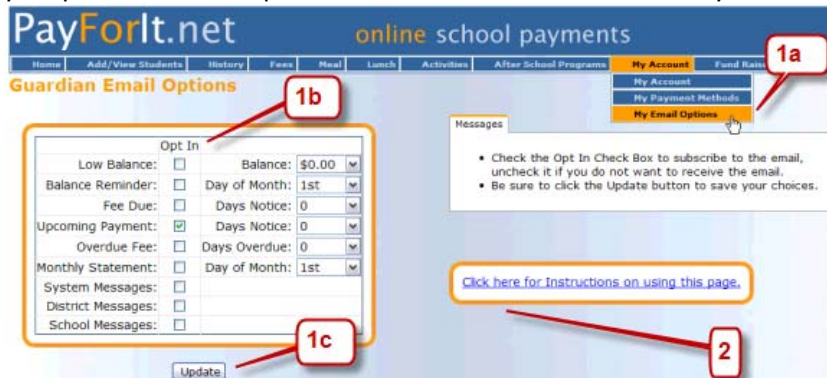 PayForIt.net online school payments
Home Add/View Students History Fees Meal Lunch Activities After School Programs My Account Fund
1a
My Account
My Payment Methods
My Email Options
Guardian Email Options
1b
Opt In
Low Balance: Balance: $0.00
Balance Reminder: Day of Month: 1st
Fee Due: Days Notice: 0
Upcoming Payment: Days Notice: 0
Overdue Fee: Days Overdue: 0
Monthly Statement: Day of Month: 1st
System Messages:
District Messages:
School Messages:
1c
Update
Messages
• Check the Opt In Check Box to subscribe to the email,
uncheck it if you do not want to receive the email.
• Be sure to click the Update button to save your choices.
Click here for Instructions on using this page.
2